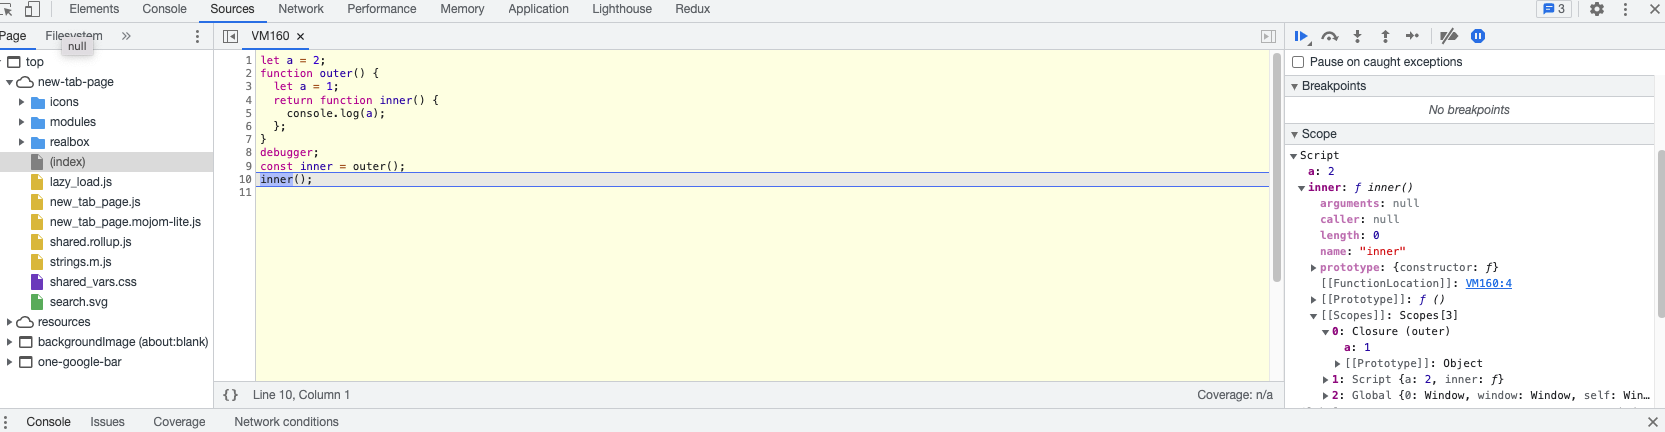 Elements Console Sources Network Performance Memory Application Lighthouse Redux 3
Page Filesystem
null
top
new-tab-page
icons
modules
realbox
(index)
lazy_load.js
new_tab_page.js
new_tab_page.mojom-lite.js
shared.rollup.js
strings.m.js
shared_vars.css
search.svg
resources
backgroundImage (about:blank)
one-google-bar
VM160
1 let a = 2;
2 function outer() {
3 let a = 1;
4 return function inner() {
5 console.log(a);
6 };
7 }
8 debugger;
9 const inner = outer();
10 inner();
11
{} Line 10, Column 1 Coverage: n/a
Pause on caught exceptions
Breakpoints
No breakpoints
Scope
Script
a: 2
inner: ƒ inner()
arguments: null
caller: null
length: 0
name: "inner"
prototype: {constructor: ƒ}
[[FunctionLocation]]: VM160:4
[[Prototype]]: ƒ ()
[[Scopes]]: Scopes[3]
0: Closure (outer)
a: 1
[[Prototype]]: Object
1: Script {a: 2, inner: ƒ}
2: Global {0: Window, window: Window, self: Win…
Console Issues Coverage Network conditions